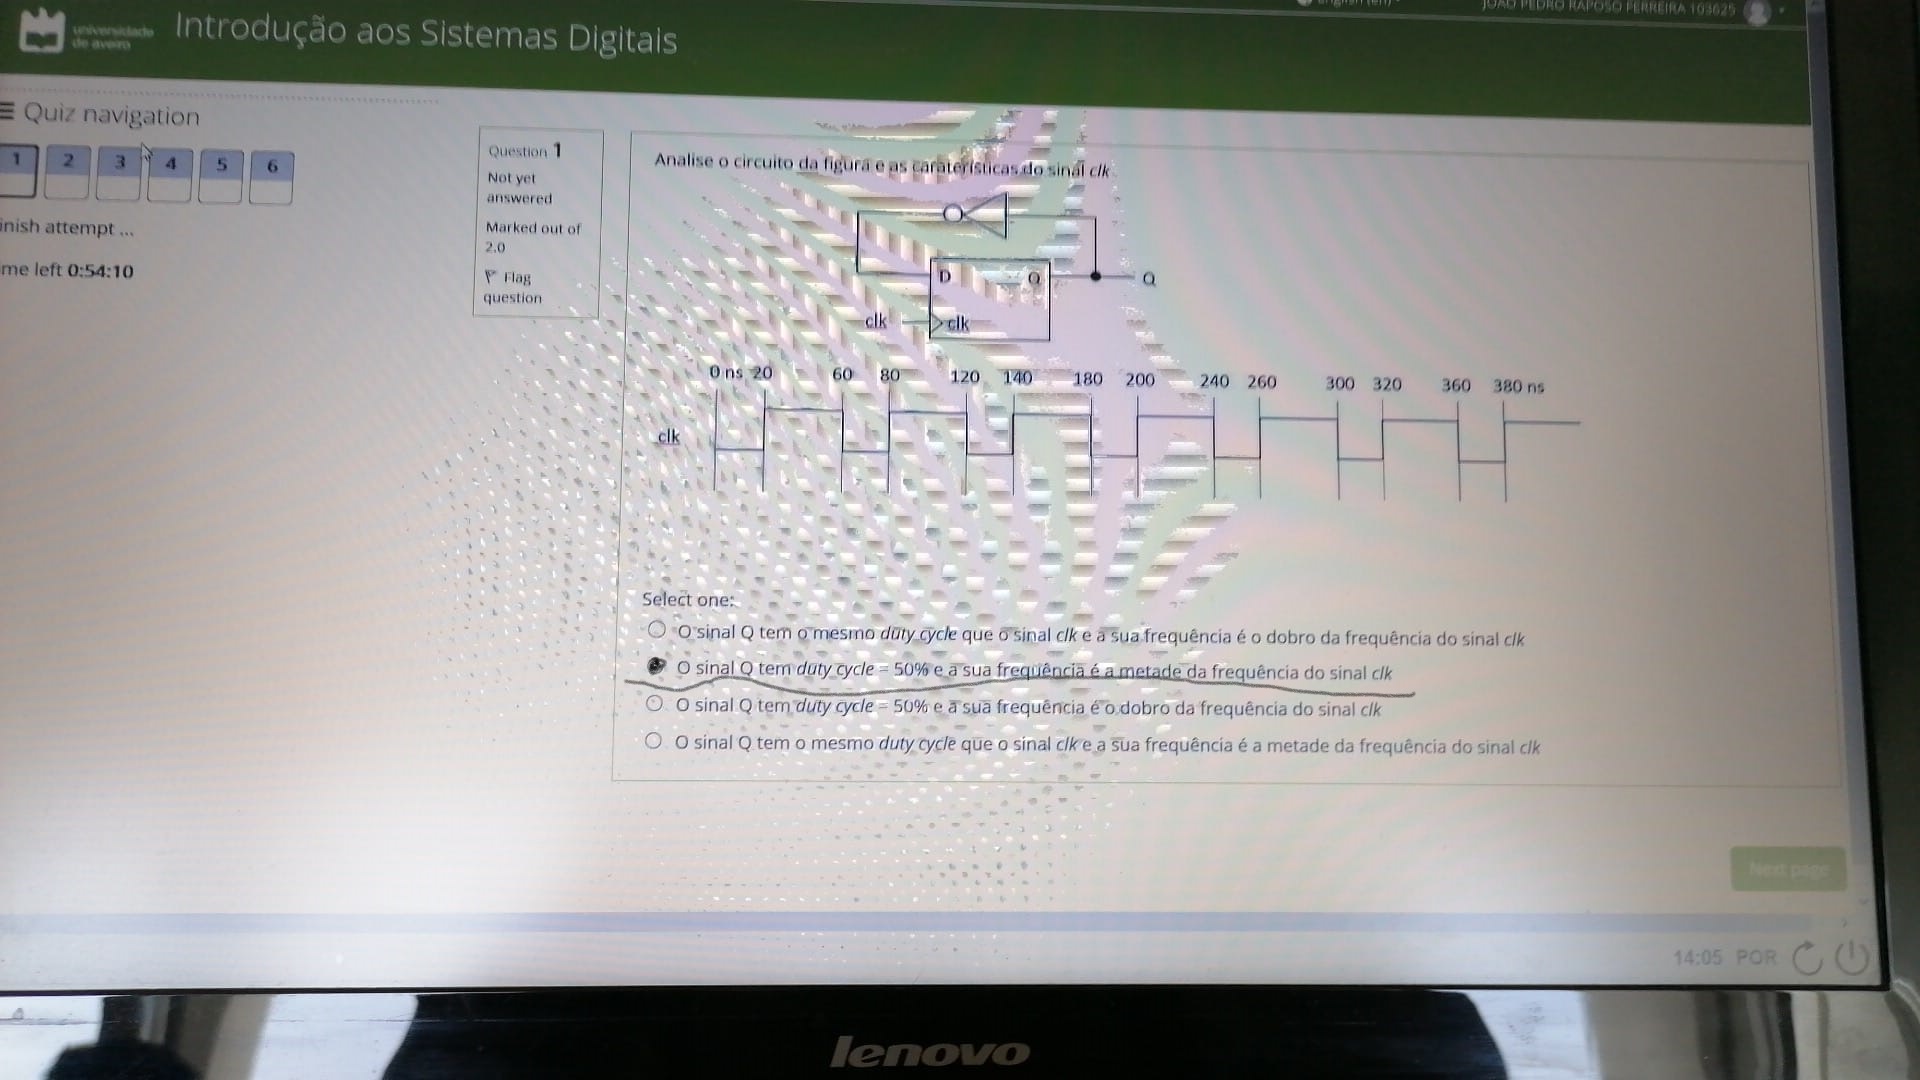 English (en)
JOÃO PEDRO RAPOSO FERREIRA 103625
universidade
de aveiro
Introdução aos Sistemas Digitais
Quiz navigation
1 2 3 4 5 6
inish attempt ...
me left 0:54:10
Question 1
Not yet
answered
Marked out of
2.0
Flag
question
Analise o circuito da figura e as caraterísticas do sinal clk
D Q
Q
clk
clk
0 ns 20 60 80 120 140 180 200 240 260 300 320 360 380 ns
clk
Select one:
O sinal Q tem o mesmo duty cycle que o sinal clk e a sua frequência é o dobro da frequência do sinal clk
O sinal Q tem duty cycle = 50% e a sua frequência é a metade da frequência do sinal clk
O sinal Q tem duty cycle = 50% e a sua frequência é o dobro da frequência do sinal clk
O sinal Q tem o mesmo duty cycle que o sinal clk e a sua frequência é a metade da frequência do sinal clk
Next page
14:05 POR
lenovo